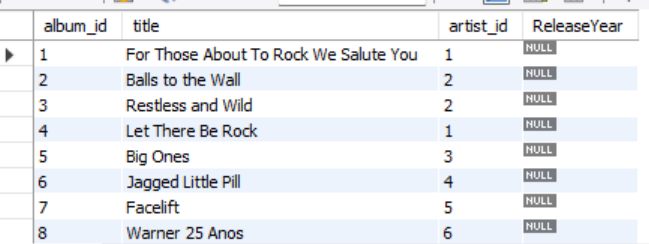 album_id title artist_id ReleaseYear
1 For Those About To Rock We Salute You 1 NULL
2 Balls to the Wall 2 NULL
3 Restless and Wild 2 NULL
4 Let There Be Rock 1 NULL
5 Big Ones 3 NULL
6 Jagged Little Pill 4 NULL
7 Facelift 5 NULL
8 Warner 25 Anos 6 NULL